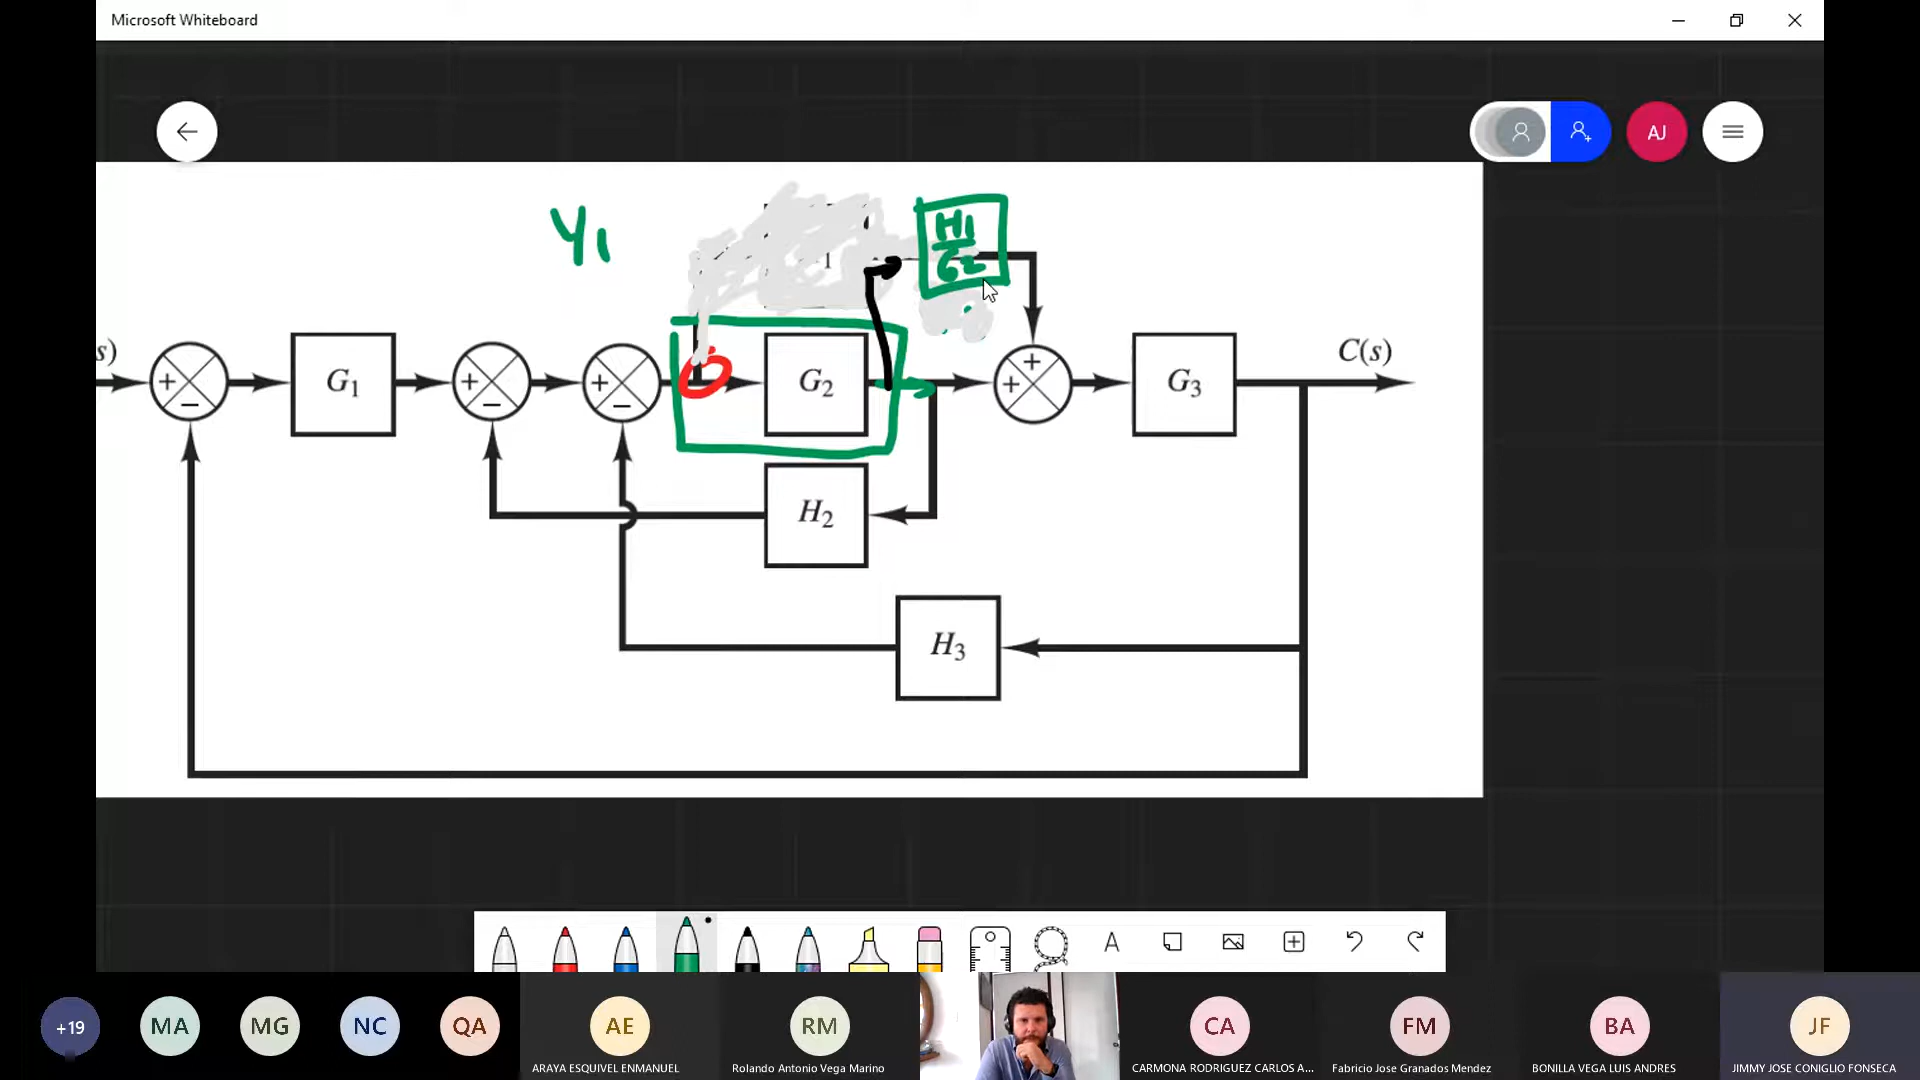 Microsoft Whiteboard
AJ
Y1
H1
G2
1
s)
+
−
G1
+
−
+
−
G2
+
+
G3
C(s)
H2
H3
A
+19
MA
MG
NC
QA
AE
RM
CA
FM
BA
JF
ARAYA ESQUIVEL ENMANUEL
Rolando Antonio Vega Marino
CARMONA RODRIGUEZ CARLOS A...
Fabricio Jose Granados Mendez
BONILLA VEGA LUIS ANDRES
JIMMY JOSE CONIGLIO FONSECA